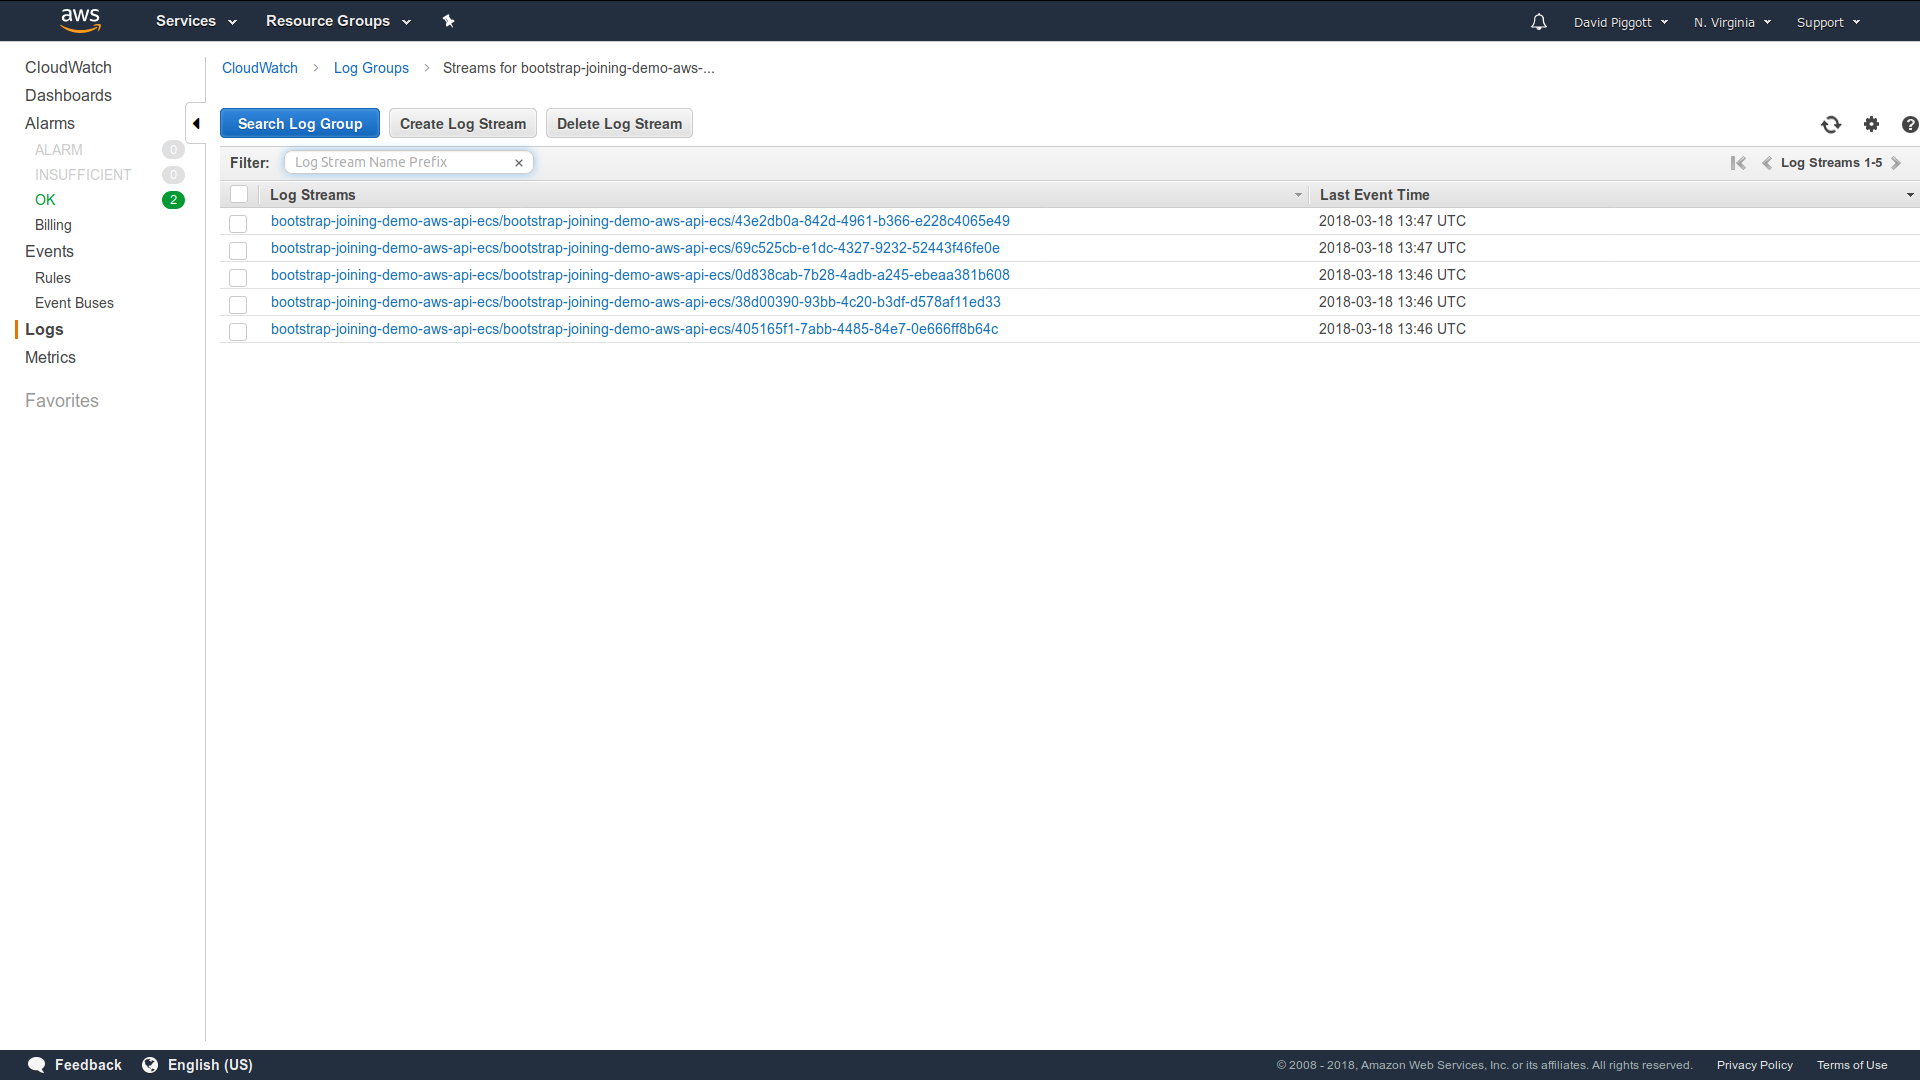 aws Services Resource Groups David Piggott N. Virginia Support
CloudWatch
Dashboards
Alarms
ALARM 0
INSUFFICIENT 0
OK 2
Billing
Events
Rules
Event Buses
Logs
Metrics
Favorites
CloudWatch Log Groups Streams for bootstrap-joining-demo-aws-...
Search Log Group Create Log Stream Delete Log Stream
Filter: Log Stream Name Prefix × Log Streams 1-5
Log Streams Last Event Time
bootstrap-joining-demo-aws-api-ecs/bootstrap-joining-demo-aws-api-ecs/43e2db0a-842d-4961-b366-e228c4065e49 2018-03-18 13:47 UTC
bootstrap-joining-demo-aws-api-ecs/bootstrap-joining-demo-aws-api-ecs/69c525cb-e1dc-4327-9232-52443f46fe0e 2018-03-18 13:47 UTC
bootstrap-joining-demo-aws-api-ecs/bootstrap-joining-demo-aws-api-ecs/0d838cab-7b28-4adb-a245-ebeaa381b608 2018-03-18 13:46 UTC
bootstrap-joining-demo-aws-api-ecs/bootstrap-joining-demo-aws-api-ecs/38d00390-93bb-4c20-b3df-d578af11ed33 2018-03-18 13:46 UTC
bootstrap-joining-demo-aws-api-ecs/bootstrap-joining-demo-aws-api-ecs/405165f1-7abb-4485-84e7-0e666ff8b64c 2018-03-18 13:46 UTC
Feedback English (US) © 2008 - 2018, Amazon Web Services, Inc. or its affiliates. All rights reserved. Privacy Policy Terms of Use